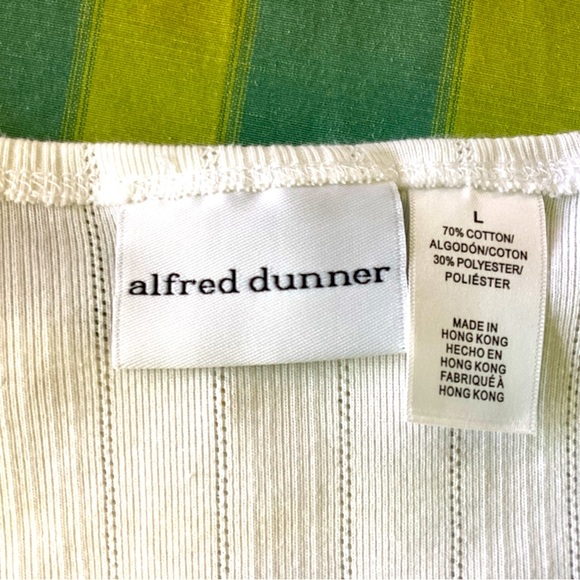 alfred dunner
L
70% COTTON/
ALGODÓN/COTON
30% POLYESTER/
POLIÉSTER
MADE IN
HONG KONG
HECHO EN
HONG KONG
FABRIQUÉ À
HONG KONG